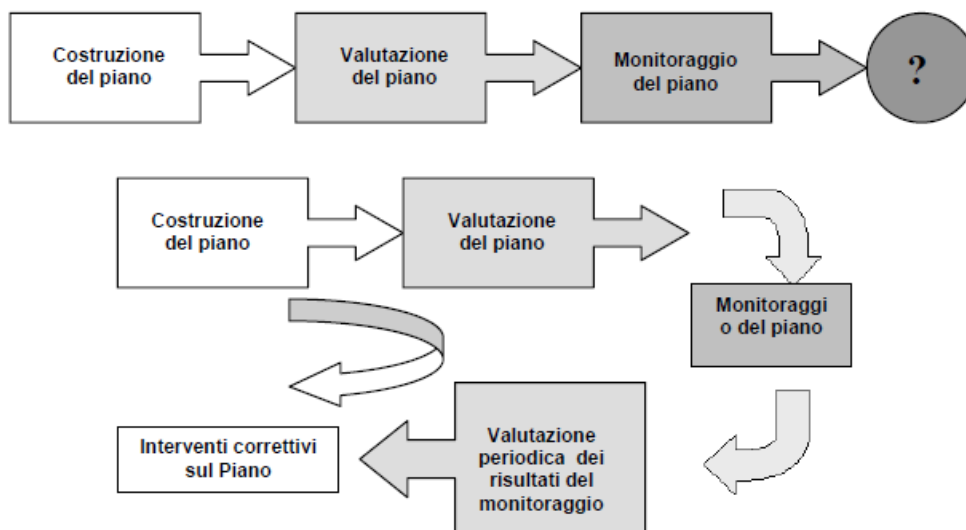 Costruzione
del piano
Valutazione
del piano
Monitoraggio
del piano
?
Costruzione
del piano
Valutazione
del piano
Monitoraggi
o del piano
Interventi correttivi
sul Piano
Valutazione
periodica dei
risultati del
monitoraggio